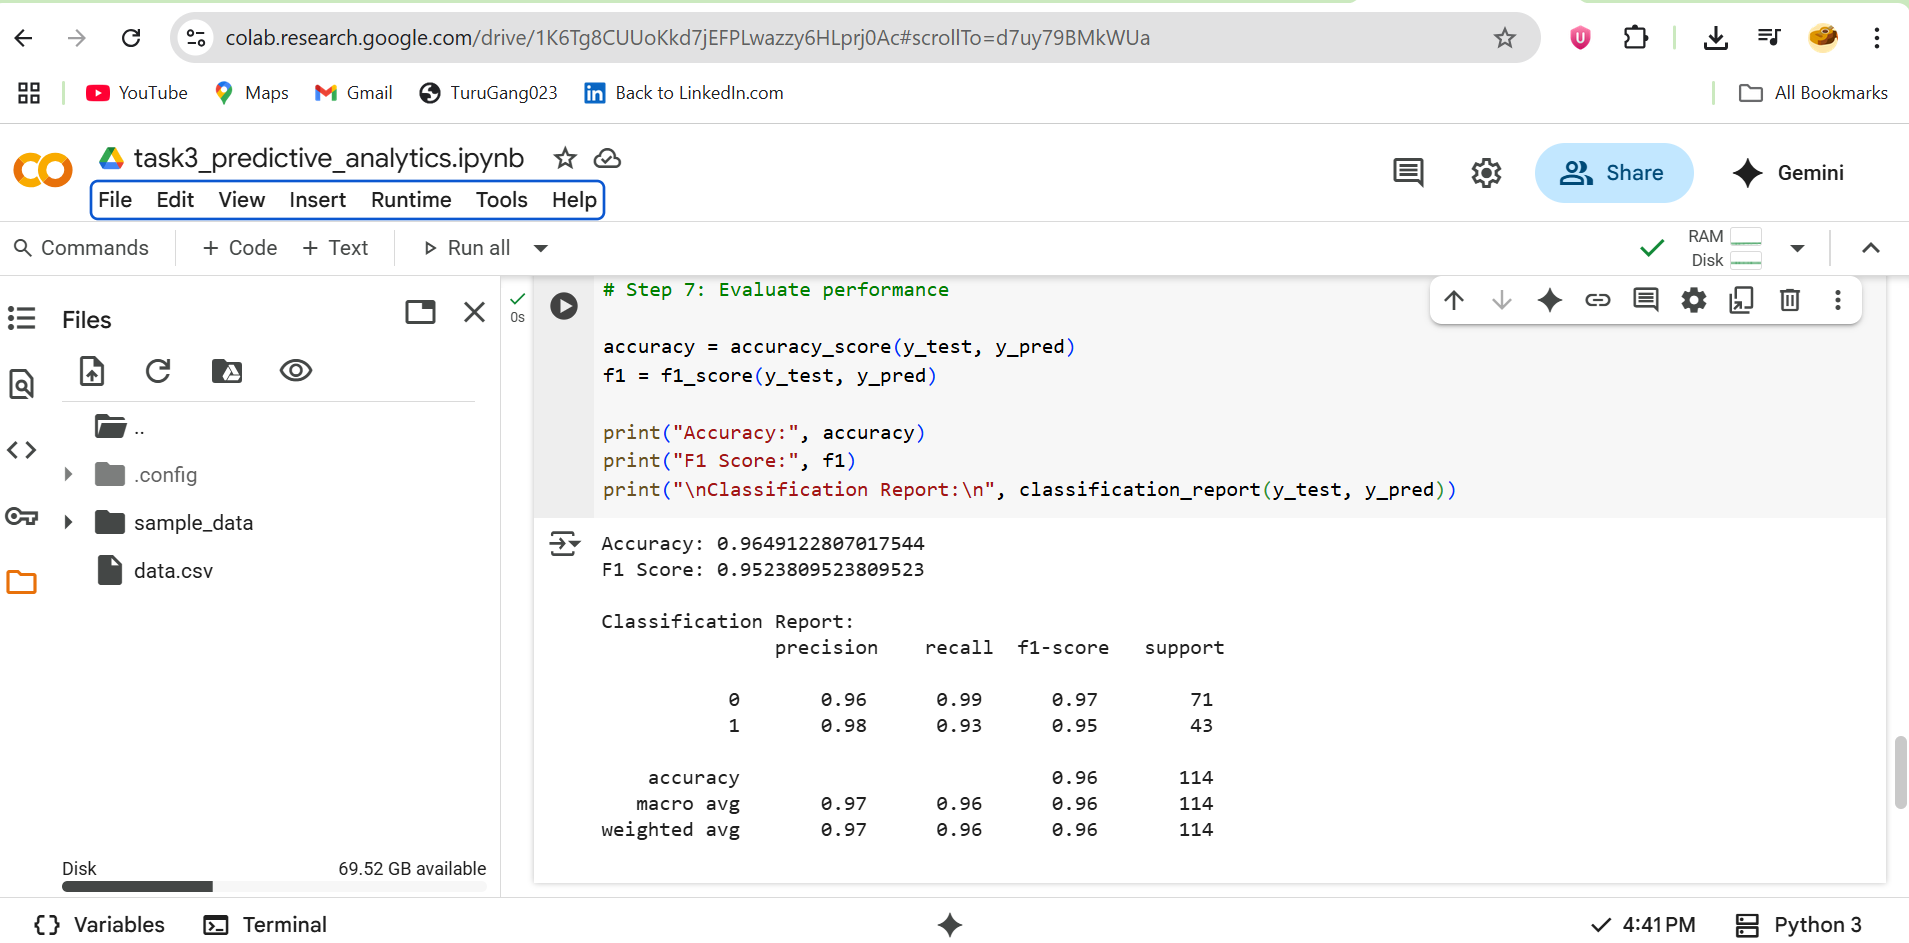 colab.research.google.com/drive/1K6Tg8CUUoKkd7jEFPLwazzy6HLprj0Ac#scrollTo=d7uy79BMkWUa
YouTube Maps Gmail TuruGang023 Back to LinkedIn.com All Bookmarks
task3_predictive_analytics.ipynb
File Edit View Insert Runtime Tools Help
Share Gemini
Commands + Code + Text Run all
RAM
Disk
Files
..
.config
sample_data
data.csv
Disk 69.52 GB available
0s
# Step 7: Evaluate performance
accuracy = accuracy_score(y_test, y_pred)
f1 = f1_score(y_test, y_pred)
print("Accuracy:", accuracy)
print("F1 Score:", f1)
print("\nClassification Report:\n", classification_report(y_test, y_pred))
Accuracy: 0.9649122807017544
F1 Score: 0.9523809523809523
Classification Report:
precision recall f1-score support
0 0.96 0.99 0.97 71
1 0.98 0.93 0.95 43
accuracy 0.96 114
macro avg 0.97 0.96 0.96 114
weighted avg 0.97 0.96 0.96 114
Variables Terminal 4:41 PM Python 3